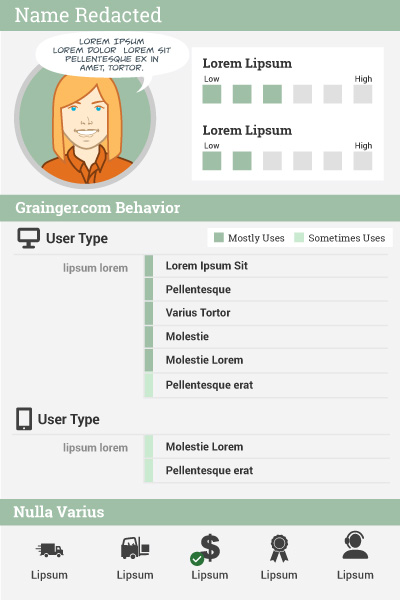 Name Redacted
LOREM IPSUM
LOREM DOLOR LOREM SIT
PELLENTESQUE EX IN
AMET, TORTOR.
Lorem Lipsum
Low High
Lorem Lipsum
Low High
Grainger.com Behavior
User Type
Mostly Uses Sometimes Uses
lipsum lorem
Lorem Ipsum Sit
Pellentesque
Varius Tortor
Molestie
Molestie Lorem
Pellentesque erat
User Type
lipsum lorem
Molestie Lorem
Pellentesque erat
Nulla Varius
$
Lipsum Lipsum Lipsum Lipsum Lipsum